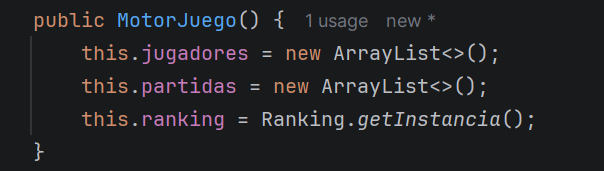 public MotorJuego() { 1 usage new *
this.jugadores = new ArrayList<>();
this.partidas = new ArrayList<>();
this.ranking = Ranking.getInstancia();
}